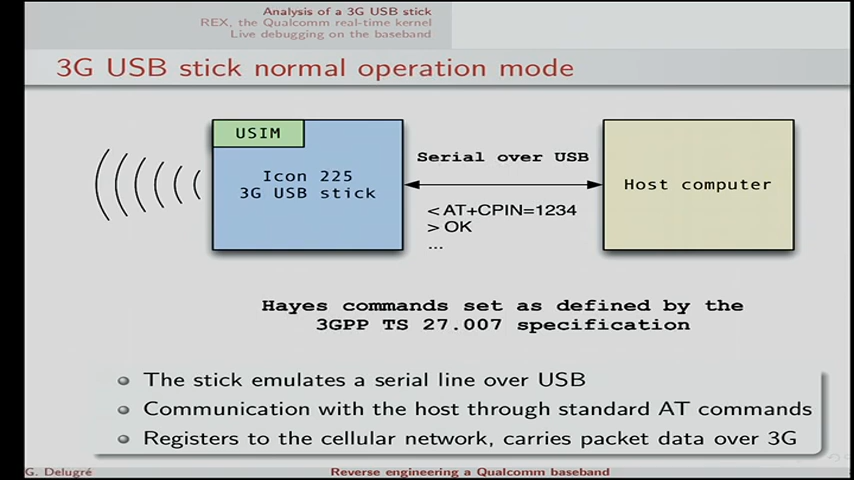 Analysis of a 3G USB stick
REX, the Qualcomm real-time kernel
Live debugging on the baseband
3G USB stick normal operation mode
USIM
Icon 225
3G USB stick
Serial over USB
< AT+CPIN=1234
> OK
...
Host computer
Hayes commands set as defined by the
3GPP TS 27.007 specification
The stick emulates a serial line over USB
Communication with the host through standard AT commands
Registers to the cellular network, carries packet data over 3G
G. Delugré
Reverse engineering a Qualcomm baseband